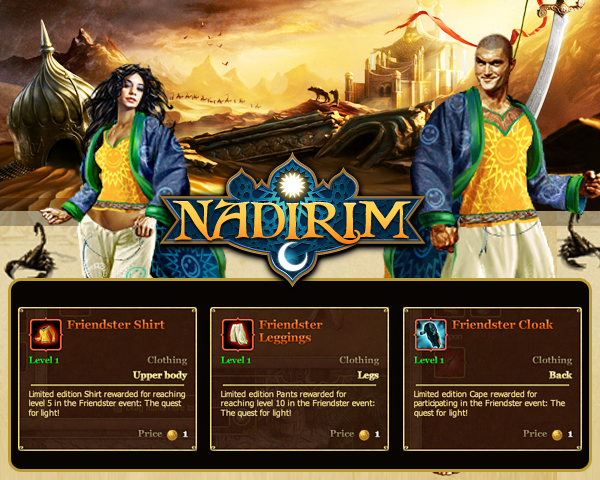 NADIRIM
Friendster Shirt
Level 1
Clothing
Upper body
Limited edition Shirt rewarded for reaching
level 5 in the Friendster event: The quest
for light!
Price 1
Friendster
Leggings
Level 1
Clothing
Legs
Limited edition Pants rewarded for
reaching level 10 in the Friendster event:
The quest for light!
Price 1
Friendster Cloak
Level 1
Clothing
Back
Limited edition Cape rewarded for
participating in the Friendster event: The
quest for light!
Price 1